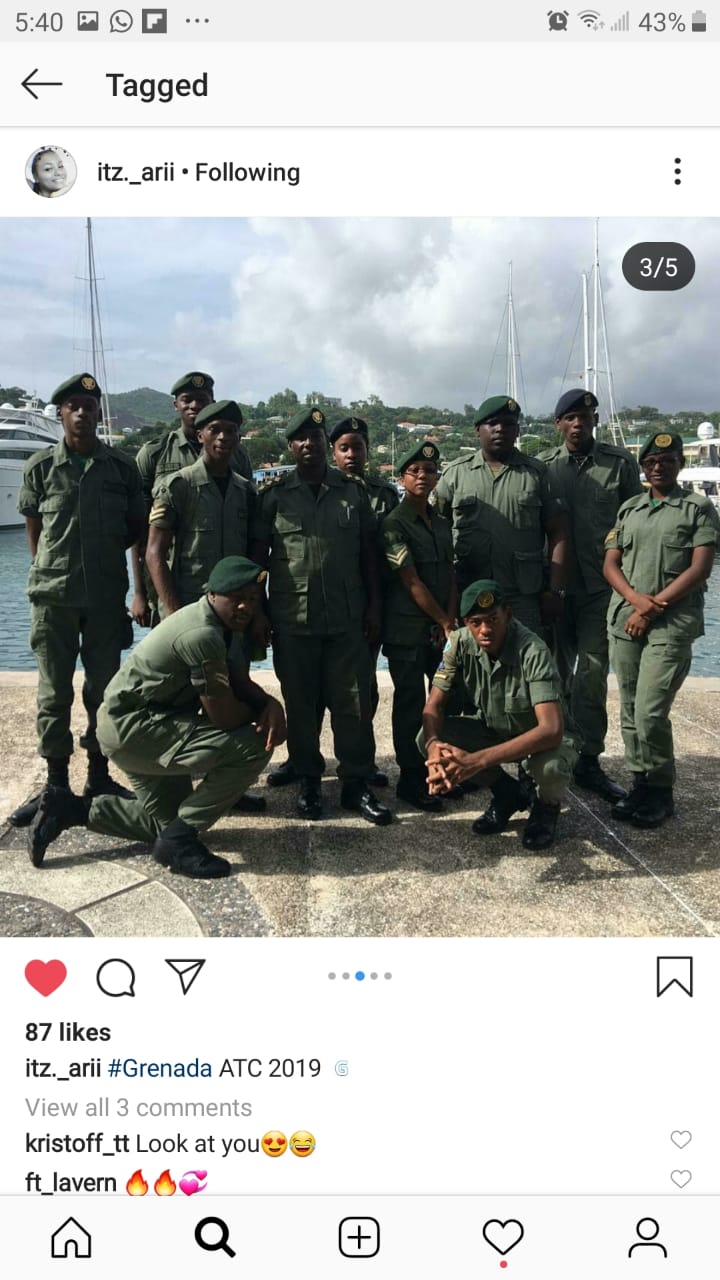 5:40 43%
Tagged
itz._arii • Following
3/5
87 likes
itz._arii #Grenada ATC 2019 G
View all 3 comments
kristoff_tt Look at you😍😂
ft_lavern 🔥🔥💞